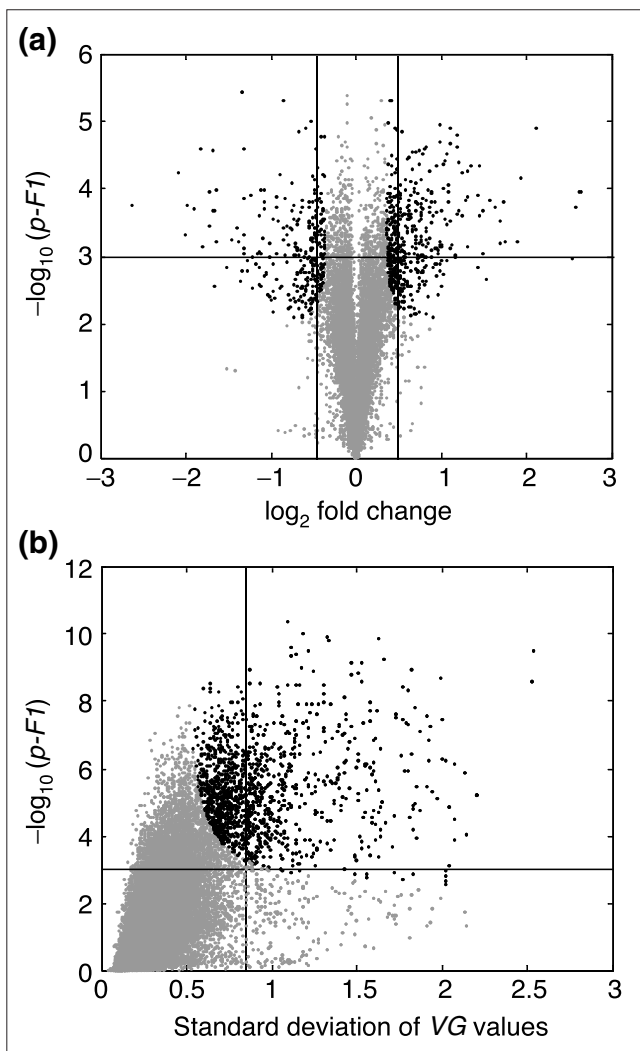 (a)
6
5
4
3
2
1
0
−log10 (p-F1)
−3 −2 −1 0 1 2 3
log2 fold change
(b)
12
10
8
6
4
2
0
−log10 (p-F1)
0 0.5 1 1.5 2 2.5 3
Standard deviation of VG values